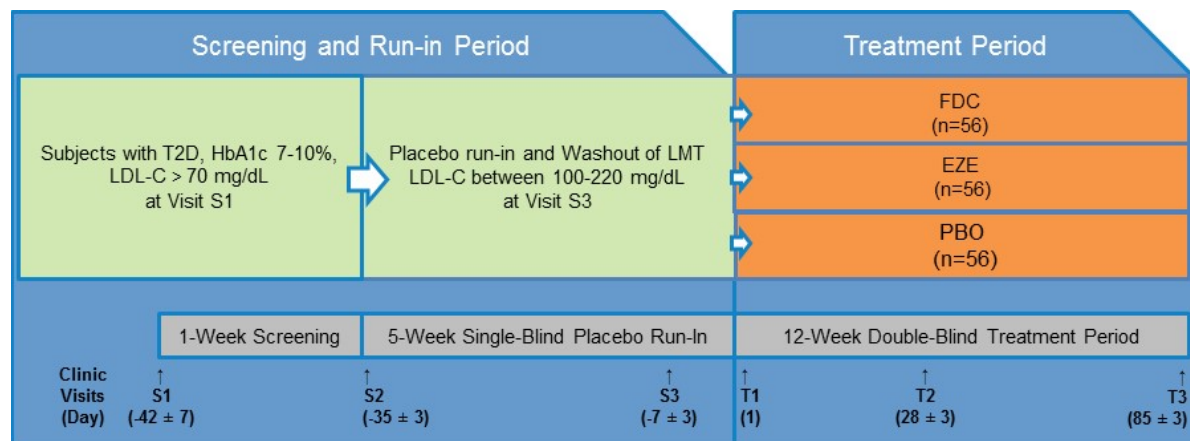 Screening and Run-in Period
Treatment Period
Subjects with T2D, HbA1c 7-10%,
LDL-C > 70 mg/dL
at Visit S1
Placebo run-in and Washout of LMT
LDL-C between 100-220 mg/dL
at Visit S3
FDC
(n=56)
EZE
(n=56)
PBO
(n=56)
1-Week Screening
5-Week Single-Blind Placebo Run-In
12-Week Double-Blind Treatment Period
Clinic
Visits
(Day)
S1
(-42 ± 7)
S2
(-35 ± 3)
S3
(-7 ± 3)
T1
(1)
T2
(28 ± 3)
T3
(85 ± 3)